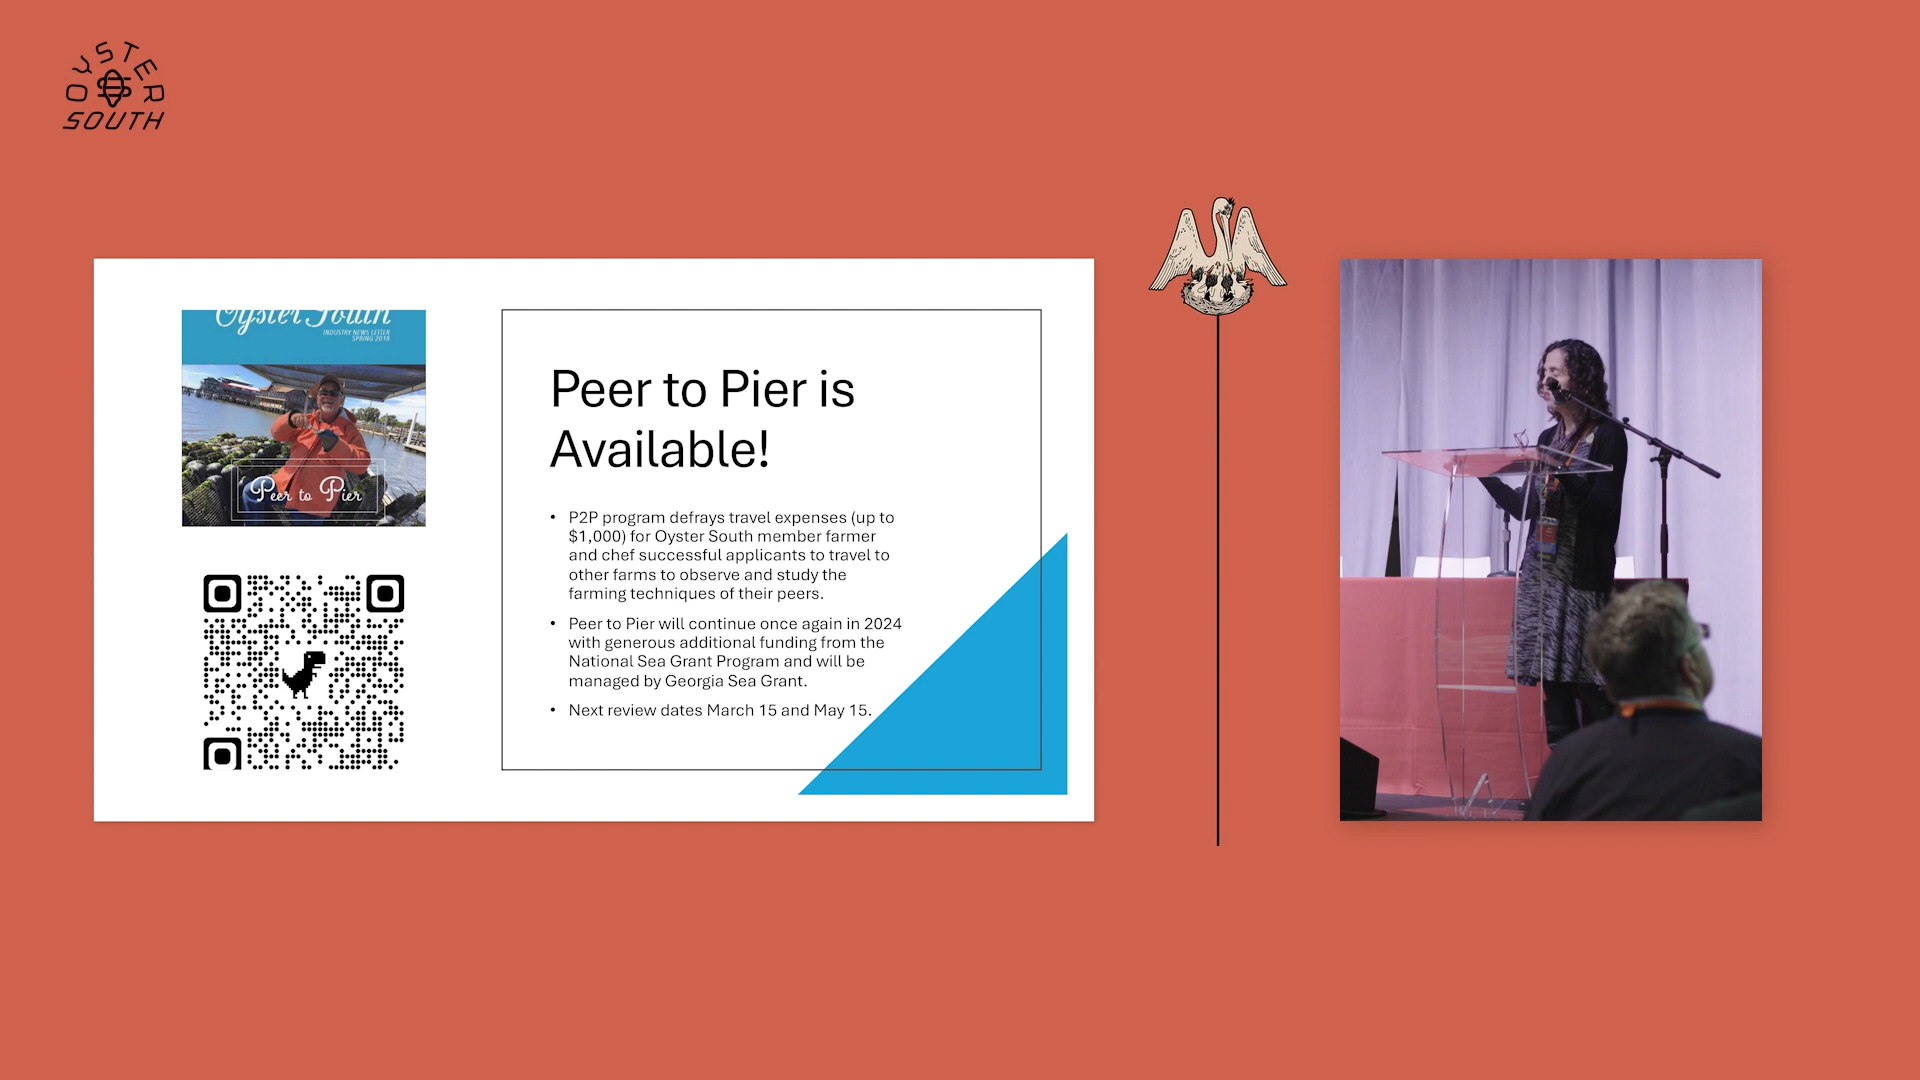 OYSTER
SOUTH
Oyster South
INDUSTRY NEWS LETTER
SPRING 2018
Peer to Pier
Peer to Pier is
Available!
• P2P program defrays travel expenses (up to
$1,000) for Oyster South member farmer
and chef successful applicants to travel to
other farms to observe and study the
farming techniques of their peers.
• Peer to Pier will continue once again in 2024
with generous additional funding from the
National Sea Grant Program and will be
managed by Georgia Sea Grant.
• Next review dates March 15 and May 15.